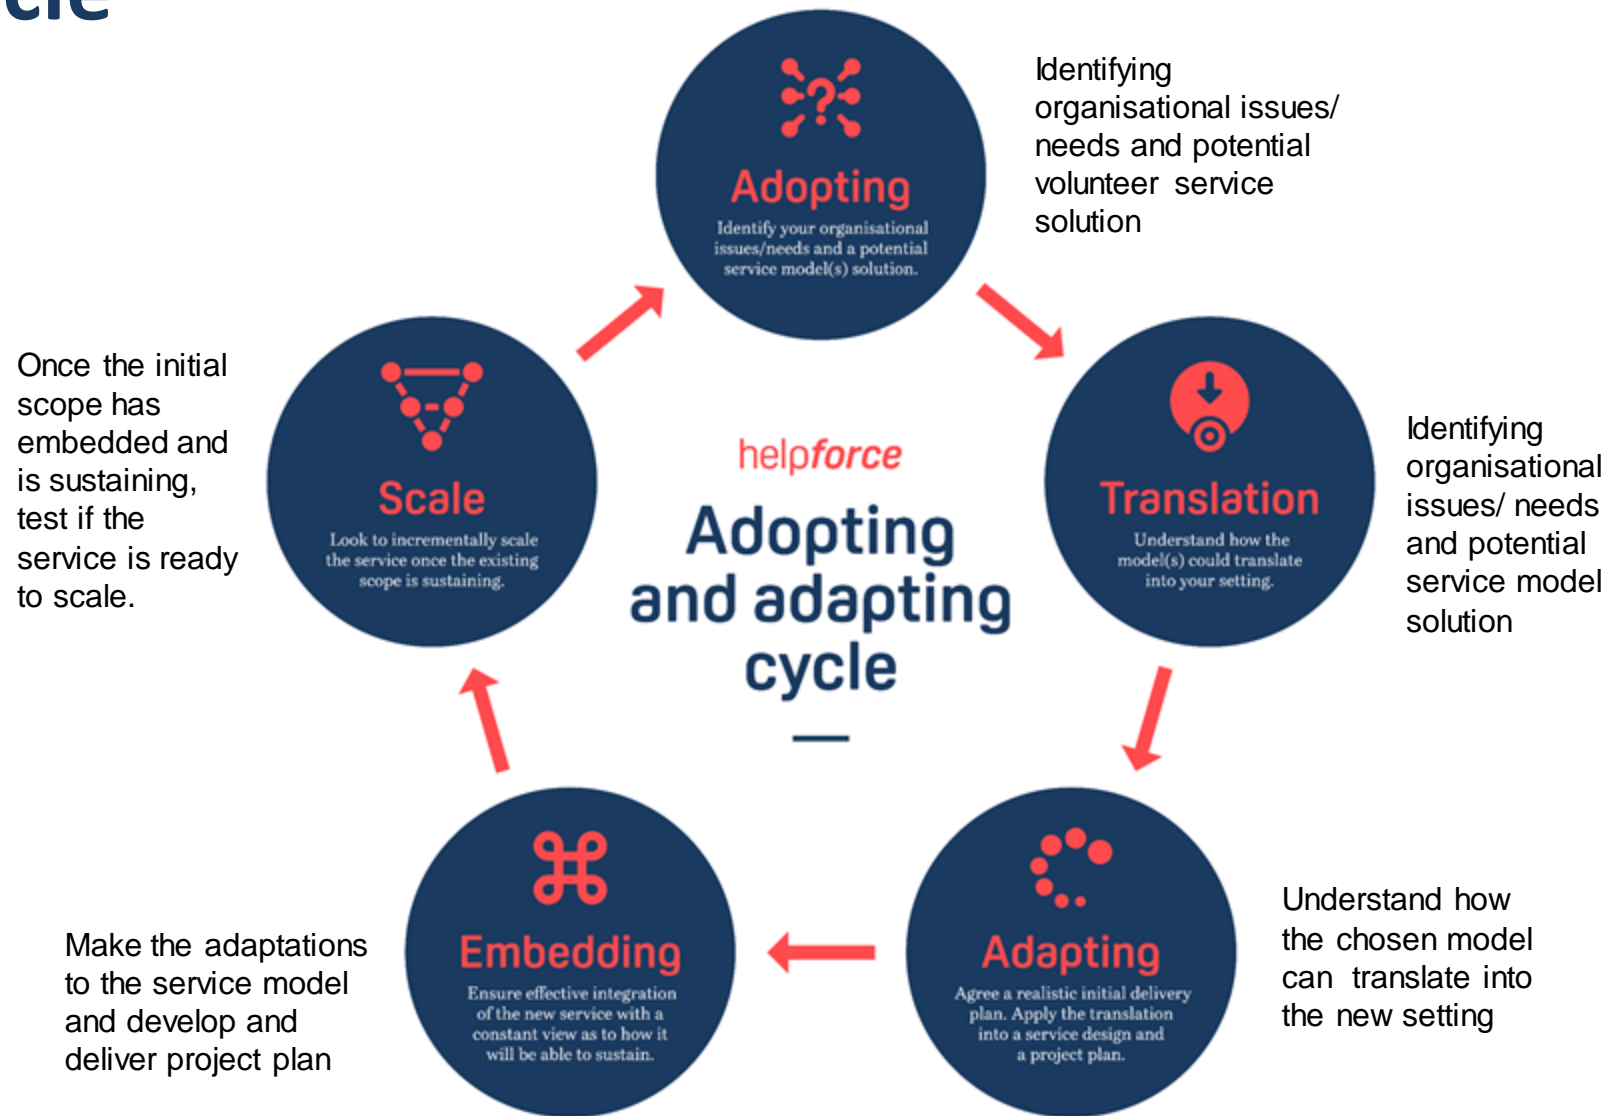 Adopting
Identify your organisational
issues/needs and a potential
service model(s) solution.
Identifying
organisational issues/
needs and potential
volunteer service
solution
Translation
Understand how the
model(s) could translate
into your setting.
Identifying
organisational
issues/ needs
and potential
service model
solution
Adapting
Agree a realistic initial delivery
plan. Apply the translation
into a service design and
a project plan.
Understand how
the chosen model
can translate into
the new setting
Embedding
Ensure effective integration
of the new service with a
constant view as to how it
will be able to sustain.
Make the adaptations
to the service model
and develop and
deliver project plan
Scale
Look to incrementally scale
the service once the existing
scope is sustaining.
Once the initial
scope has
embedded and
is sustaining,
test if the
service is ready
to scale.
helpforce
Adopting
and adapting
cycle